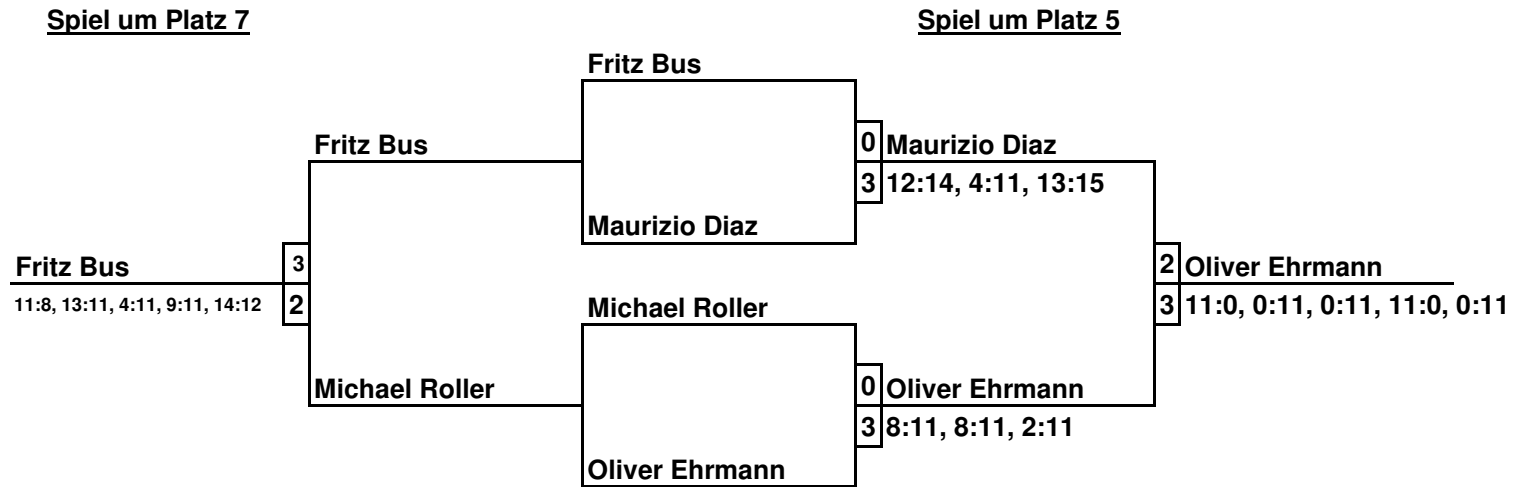 Spiel um Platz 7
Spiel um Platz 5
Fritz Bus
Fritz Bus
0 Maurizio Diaz
3 12:14, 4:11, 13:15
Maurizio Diaz
Fritz Bus 3
2 Oliver Ehrmann
11:8, 13:11, 4:11, 9:11, 14:12 2
3 11:0, 0:11, 0:11, 11:0, 0:11
Michael Roller
Michael Roller
0 Oliver Ehrmann
3 8:11, 8:11, 2:11
Oliver Ehrmann